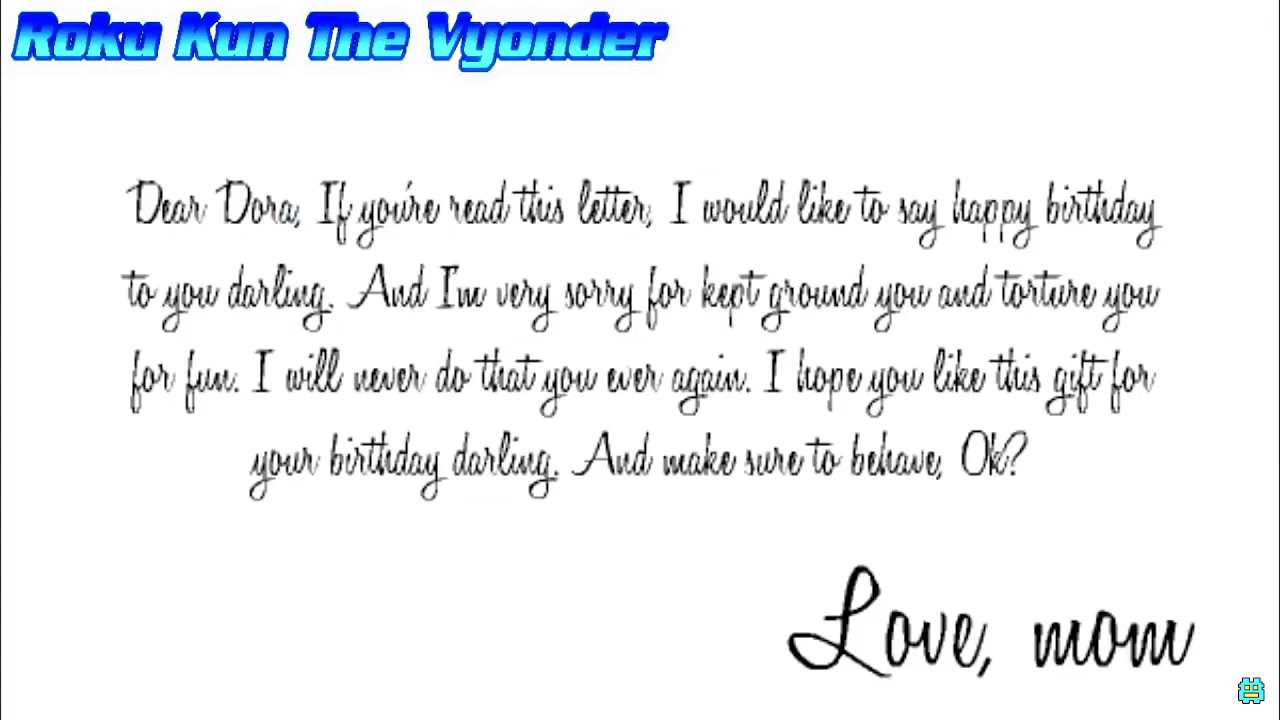 Roku Kun The Vyonder
Dear Dora, If you're read this letter, I would like to say happy birthday
to you darling. And I'm very sorry for kept ground you and torture you
for fun. I will never do that you ever again. I hope you like this gift for
your birthday darling. And make sure to behave, Ok?
Love, mom